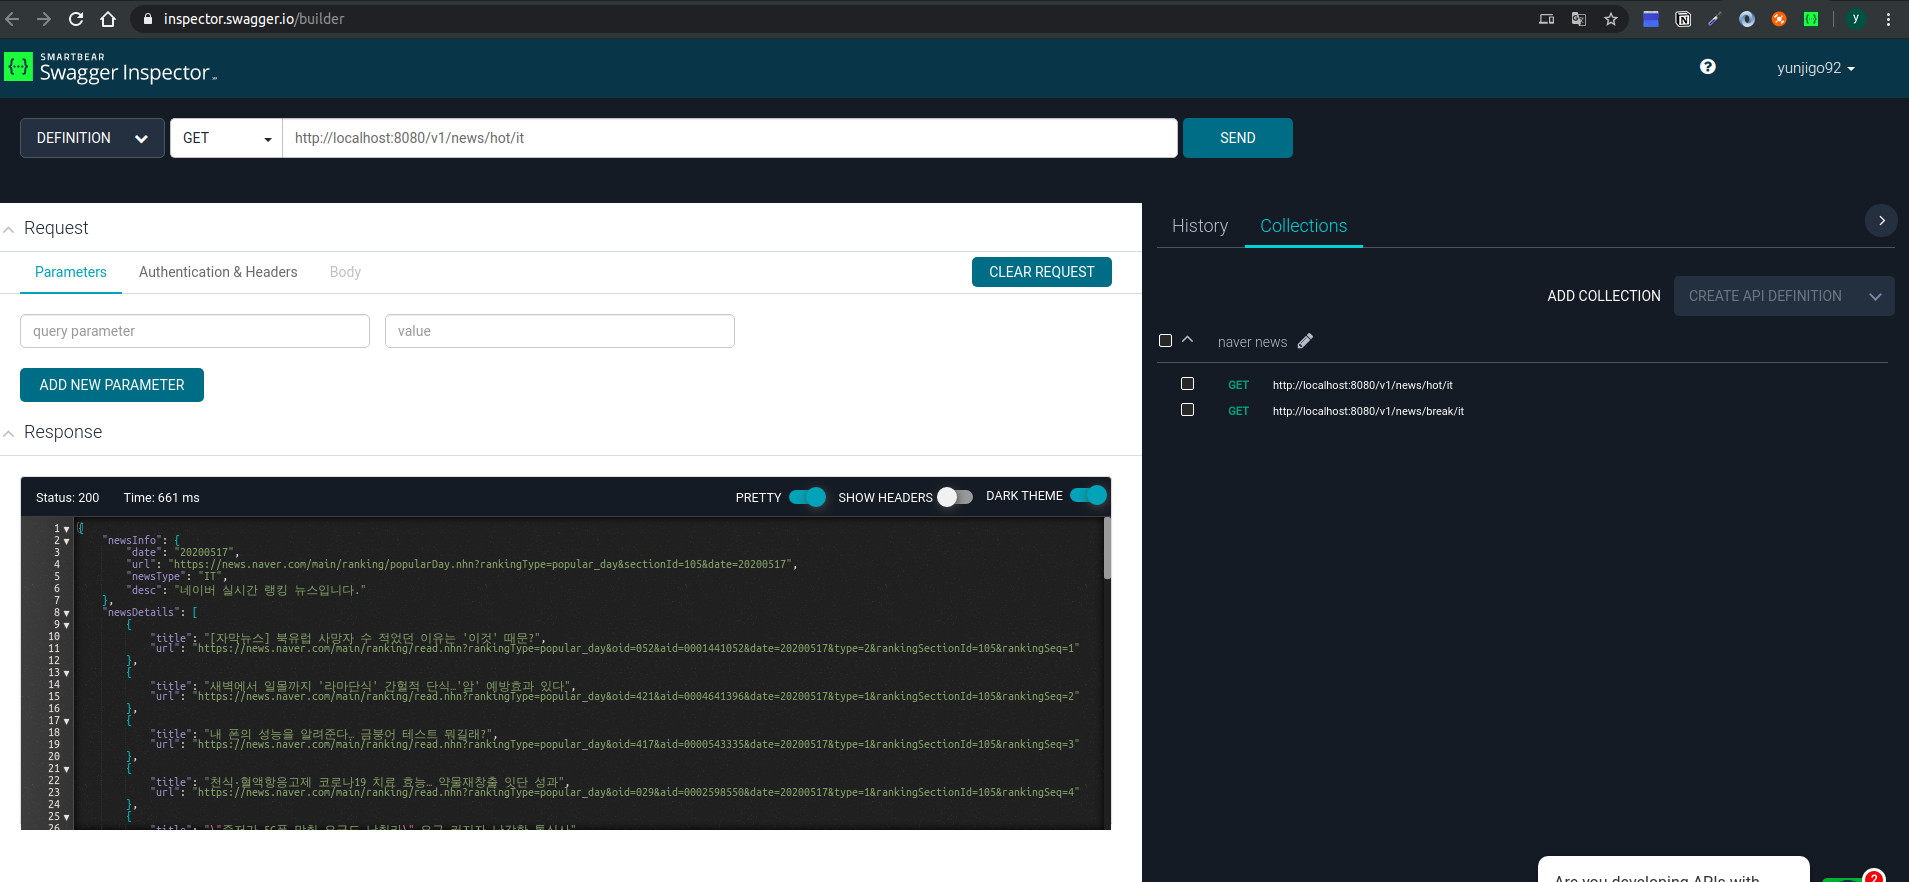 inspector.swagger.io/builder
y
SMARTBEAR
Swagger Inspector
yunjigo92
DEFINITION
GET
http://localhost:8080/v1/news/hot/it
SEND
Request
Parameters
Authentication & Headers
Body
CLEAR REQUEST
query parameter
value
ADD NEW PARAMETER
Response
Status: 200
Time: 661 ms
PRETTY
SHOW HEADERS
DARK THEME
1 {
2 "newsInfo": {
3 "date": "20200517",
4 "url": "https://news.naver.com/main/ranking/popularDay.nhn?rankingType=popular_day&sectionId=105&date=20200517",
5 "newsType": "IT",
6 "desc": "네이버 실시간 랭킹 뉴스입니다."
7 },
8 "newsDetails": [
9 {
10 "title": "[자막뉴스] 북유럽 사망자 수 적었던 이유는 '이것' 때문?",
11 "url": "https://news.naver.com/main/ranking/read.nhn?rankingType=popular_day&oid=052&aid=0001441052&date=20200517&type=2&rankingSectionId=105&rankingSeq=1"
12 },
13 {
14 "title": "새벽에서 일몰까지 '라마단식' 간헐적 단식…'암' 예방효과 있다",
15 "url": "https://news.naver.com/main/ranking/read.nhn?rankingType=popular_day&oid=421&aid=0004641396&date=20200517&type=1&rankingSectionId=105&rankingSeq=2"
16 },
17 {
18 "title": "내 폰의 성능을 알려준다… 금붕어 테스트 뭐길래?",
19 "url": "https://news.naver.com/main/ranking/read.nhn?rankingType=popular_day&oid=417&aid=0000543335&date=20200517&type=1&rankingSectionId=105&rankingSeq=3"
20 },
21 {
22 "title": "천식·혈액항응고제 코로나19 치료 효능… 약물재창출 잇단 성과",
23 "url": "https://news.naver.com/main/ranking/read.nhn?rankingType=popular_day&oid=029&aid=0002598550&date=20200517&type=1&rankingSectionId=105&rankingSeq=4"
24 },
25 {
26
History
Collections
ADD COLLECTION
CREATE API DEFINITION
naver news
GET http://localhost:8080/v1/news/hot/it
GET http://localhost:8080/v1/news/break/it
Are you developing APIs with
2